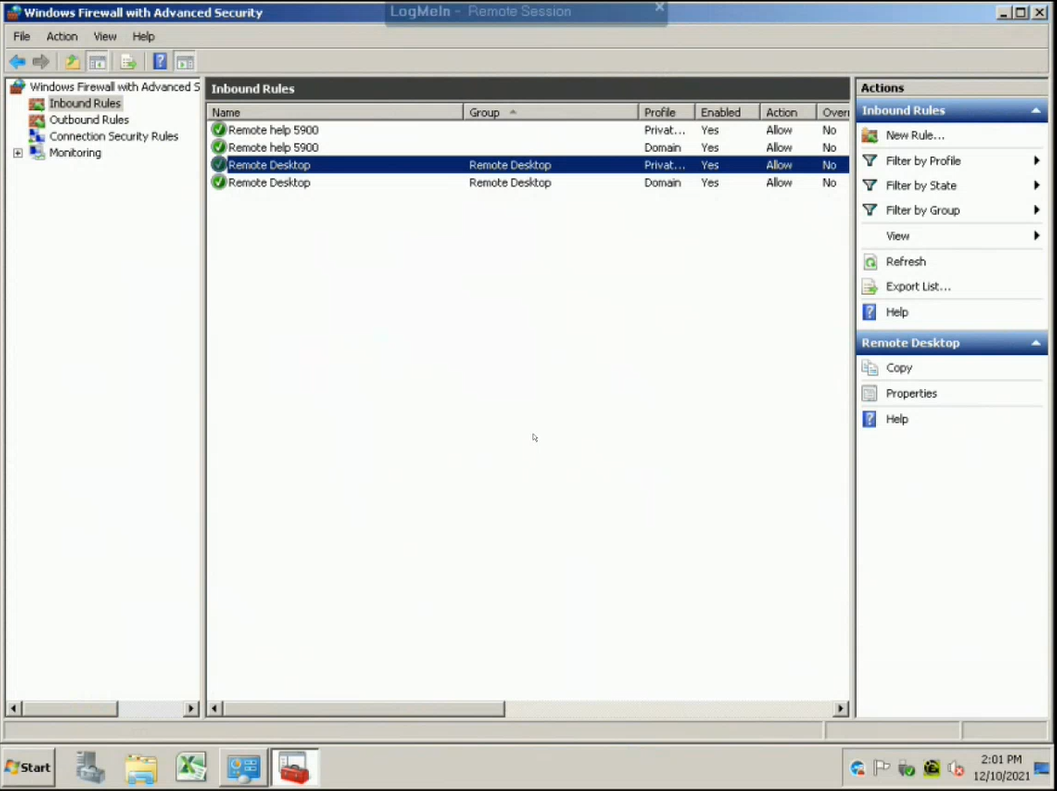 Windows Firewall with Advanced Security
LogMeIn - Remote Session
File Action View Help
Windows Firewall with Advanced S
Inbound Rules
Outbound Rules
Connection Security Rules
Monitoring
Inbound Rules
Name Group Profile Enabled Action Overr
Remote help 5900 Privat... Yes Allow No
Remote help 5900 Domain Yes Allow No
Remote Desktop Remote Desktop Privat... Yes Allow No
Remote Desktop Remote Desktop Domain Yes Allow No
Actions
Inbound Rules
New Rule...
Filter by Profile
Filter by State
Filter by Group
View
Refresh
Export List...
Help
Remote Desktop
Copy
Properties
Help
Start
2:01 PM
12/10/2021